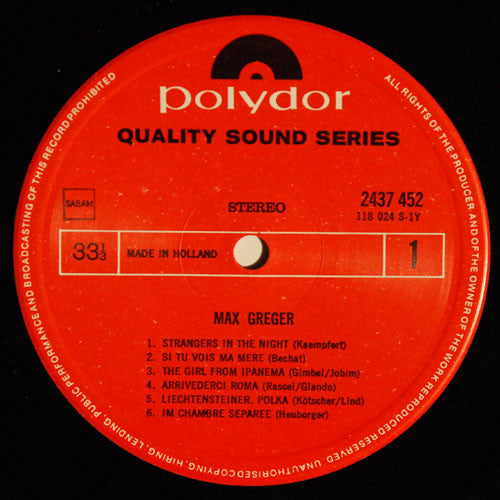 polydor
QUALITY SOUND SERIES
SABAM
STEREO
2437 452
118 024 S-1Y
33⅓
MADE IN HOLLAND
1
MAX GREGER
1. STRANGERS IN THE NIGHT (Kaempfert)
2. SI TU VOIS MA MERE (Bechat)
3. THE GIRL FROM IPANEMA (Gimbel/Jobim)
4. ARRIVEDERCI ROMA (Rascel/Glando)
5. LIECHTENSTEINER. POLKA (Kötscher/Lind)
6. IM CHAMBRE SEPAREE (Heuborger)
ALL RIGHTS OF THE PRODUCER AND OF THE OWNER OF THE WORK REPRODUCED RESERVED. UNAUTHORISED COPYING, HIRING, LENDING, PUBLIC PERFORMANCE AND BROADCASTING OF THIS RECORD PROHIBITED